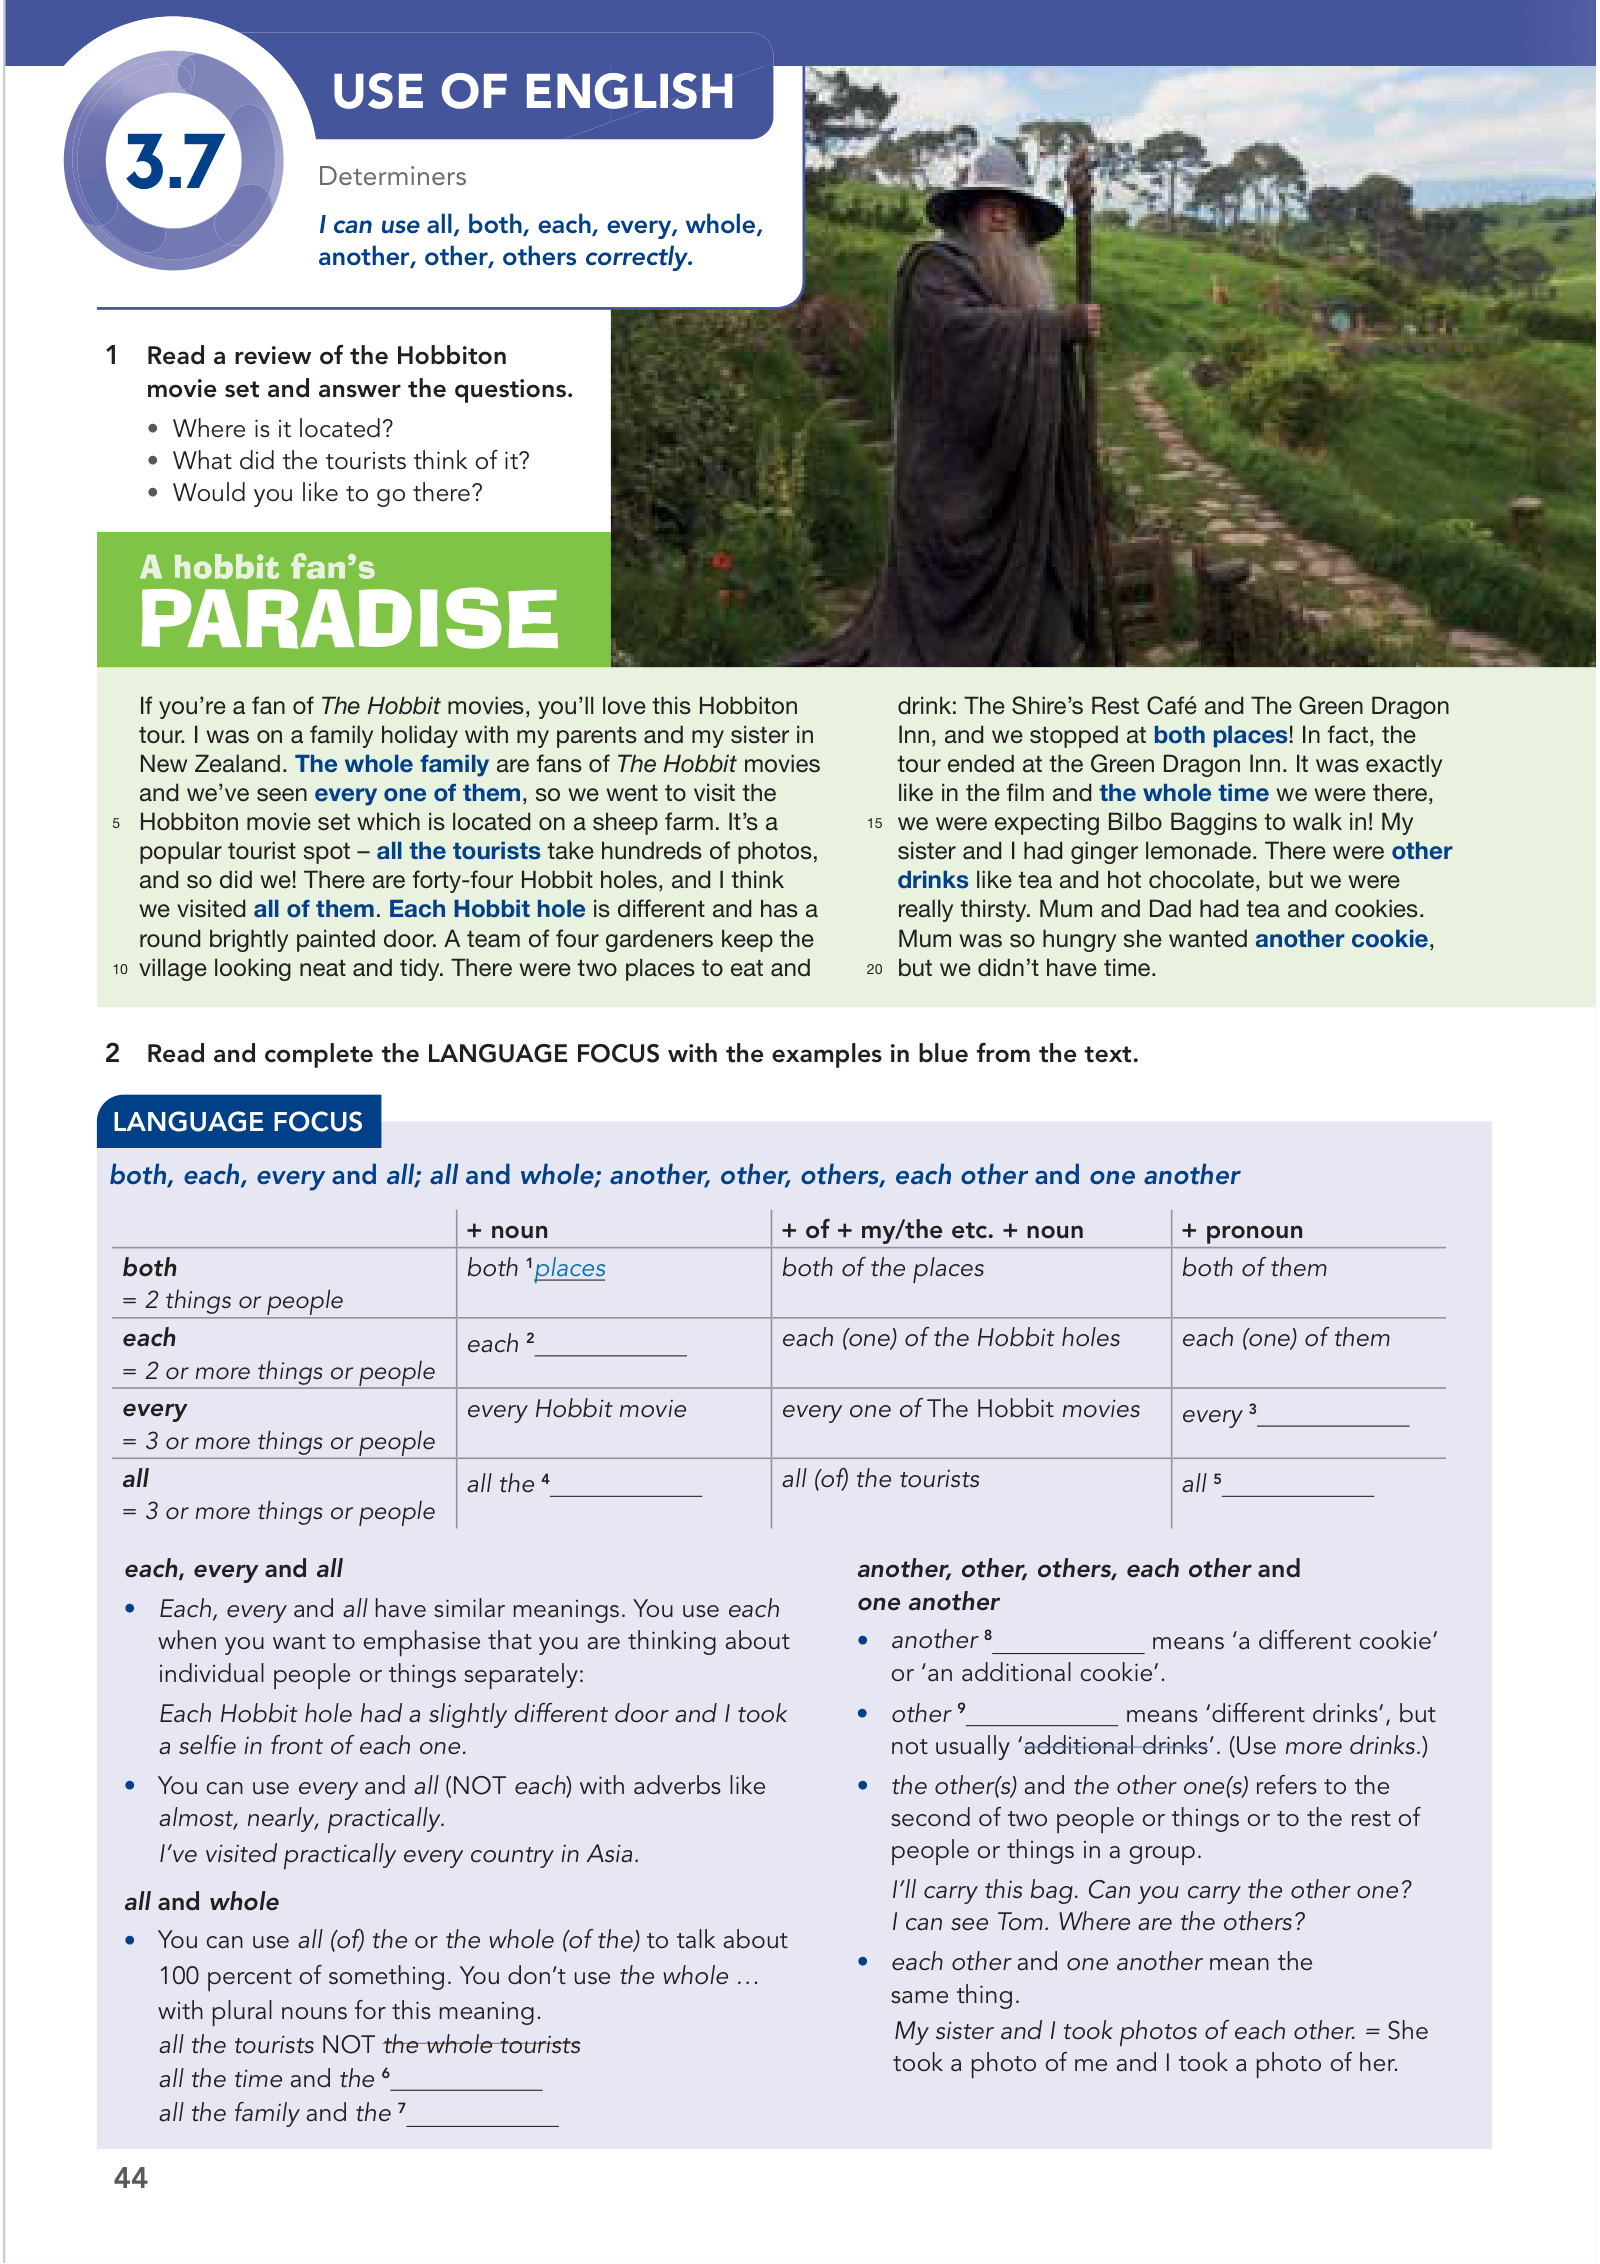 3.7
USE OF ENGLISH
Determiners
I can use all, both, each, every, whole,
another, other, others correctly.
1 Read a review of the Hobbiton
movie set and answer the questions.
• Where is it located?
• What did the tourists think of it?
• Would you like to go there?
A hobbit fan's
PARADISE
If you're a fan of The Hobbit movies, you'll love this Hobbiton
tour. I was on a family holiday with my parents and my sister in
New Zealand. The whole family are fans of The Hobbit movies
and we've seen every one of them, so we went to visit the
5 Hobbiton movie set which is located on a sheep farm. It's a
popular tourist spot – all the tourists take hundreds of photos,
and so did we! There are forty-four Hobbit holes, and I think
we visited all of them. Each Hobbit hole is different and has a
round brightly painted door. A team of four gardeners keep the
10 village looking neat and tidy. There were two places to eat and
drink: The Shire's Rest Café and The Green Dragon
Inn, and we stopped at both places! In fact, the
tour ended at the Green Dragon Inn. It was exactly
like in the film and the whole time we were there,
15 we were expecting Bilbo Baggins to walk in! My
sister and I had ginger lemonade. There were other
drinks like tea and hot chocolate, but we were
really thirsty. Mum and Dad had tea and cookies.
Mum was so hungry she wanted another cookie,
20 but we didn't have time.
2 Read and complete the LANGUAGE FOCUS with the examples in blue from the text.
LANGUAGE FOCUS
both, each, every and all; all and whole; another, other, others, each other and one another
+ noun + of + my/the etc. + noun + pronoun
both both 1 places both of the places both of them
= 2 things or people
each each 2 each (one) of the Hobbit holes each (one) of them
= 2 or more things or people
every every Hobbit movie every one of The Hobbit movies every 3
= 3 or more things or people
all all the 4 all (of) the tourists all 5
= 3 or more things or people
each, every and all
• Each, every and all have similar meanings. You use each
when you want to emphasise that you are thinking about
individual people or things separately:
Each Hobbit hole had a slightly different door and I took
a selfie in front of each one.
• You can use every and all (NOT each) with adverbs like
almost, nearly, practically.
I've visited practically every country in Asia.
all and whole
• You can use all (of) the or the whole (of the) to talk about
100 percent of something. You don't use the whole …
with plural nouns for this meaning.
all the tourists NOT the whole tourists
all the time and the 6
all the family and the 7
another, other, others, each other and
one another
• another 8 means 'a different cookie'
or 'an additional cookie'.
• other 9 means 'different drinks', but
not usually 'additional drinks'. (Use more drinks.)
• the other(s) and the other one(s) refers to the
second of two people or things or to the rest of
people or things in a group.
I'll carry this bag. Can you carry the other one?
I can see Tom. Where are the others?
• each other and one another mean the
same thing.
My sister and I took photos of each other. = She
took a photo of me and I took a photo of her.
44